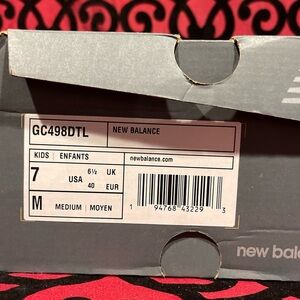 GC498DTL NEW BALANCE
KIDS | ENFANTS newbalance.com
7 USA 6½ UK
40 EUR
M MEDIUM | MOYEN
1 94768 43229 3
new bala